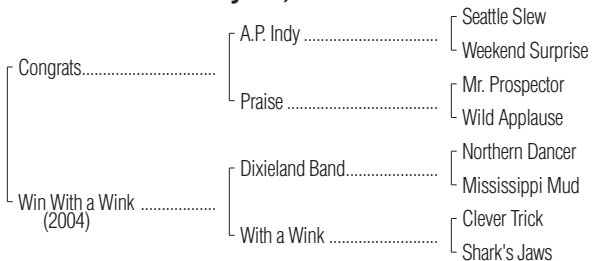 Seattle Slew
A.P. Indy ................................
Weekend Surprise
Congrats................................
Mr. Prospector
Praise ....................................
Wild Applause
Northern Dancer
Dixieland Band......................
Mississippi Mud
Win With a Wink ..................
(2004)
Clever Trick
With a Wink ..........................
Shark's Jaws